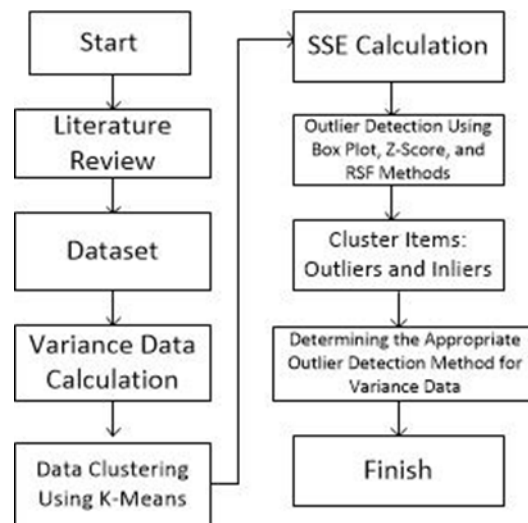 Start
Literature
Review
Dataset
Variance Data
Calculation
Data Clustering
Using K-Means
SSE Calculation
Outlier Detection Using
Box Plot, Z-Score, and
RSF Methods
Cluster Items:
Outliers and Inliers
Determining the Appropriate
Outlier Detection Method for
Variance Data
Finish